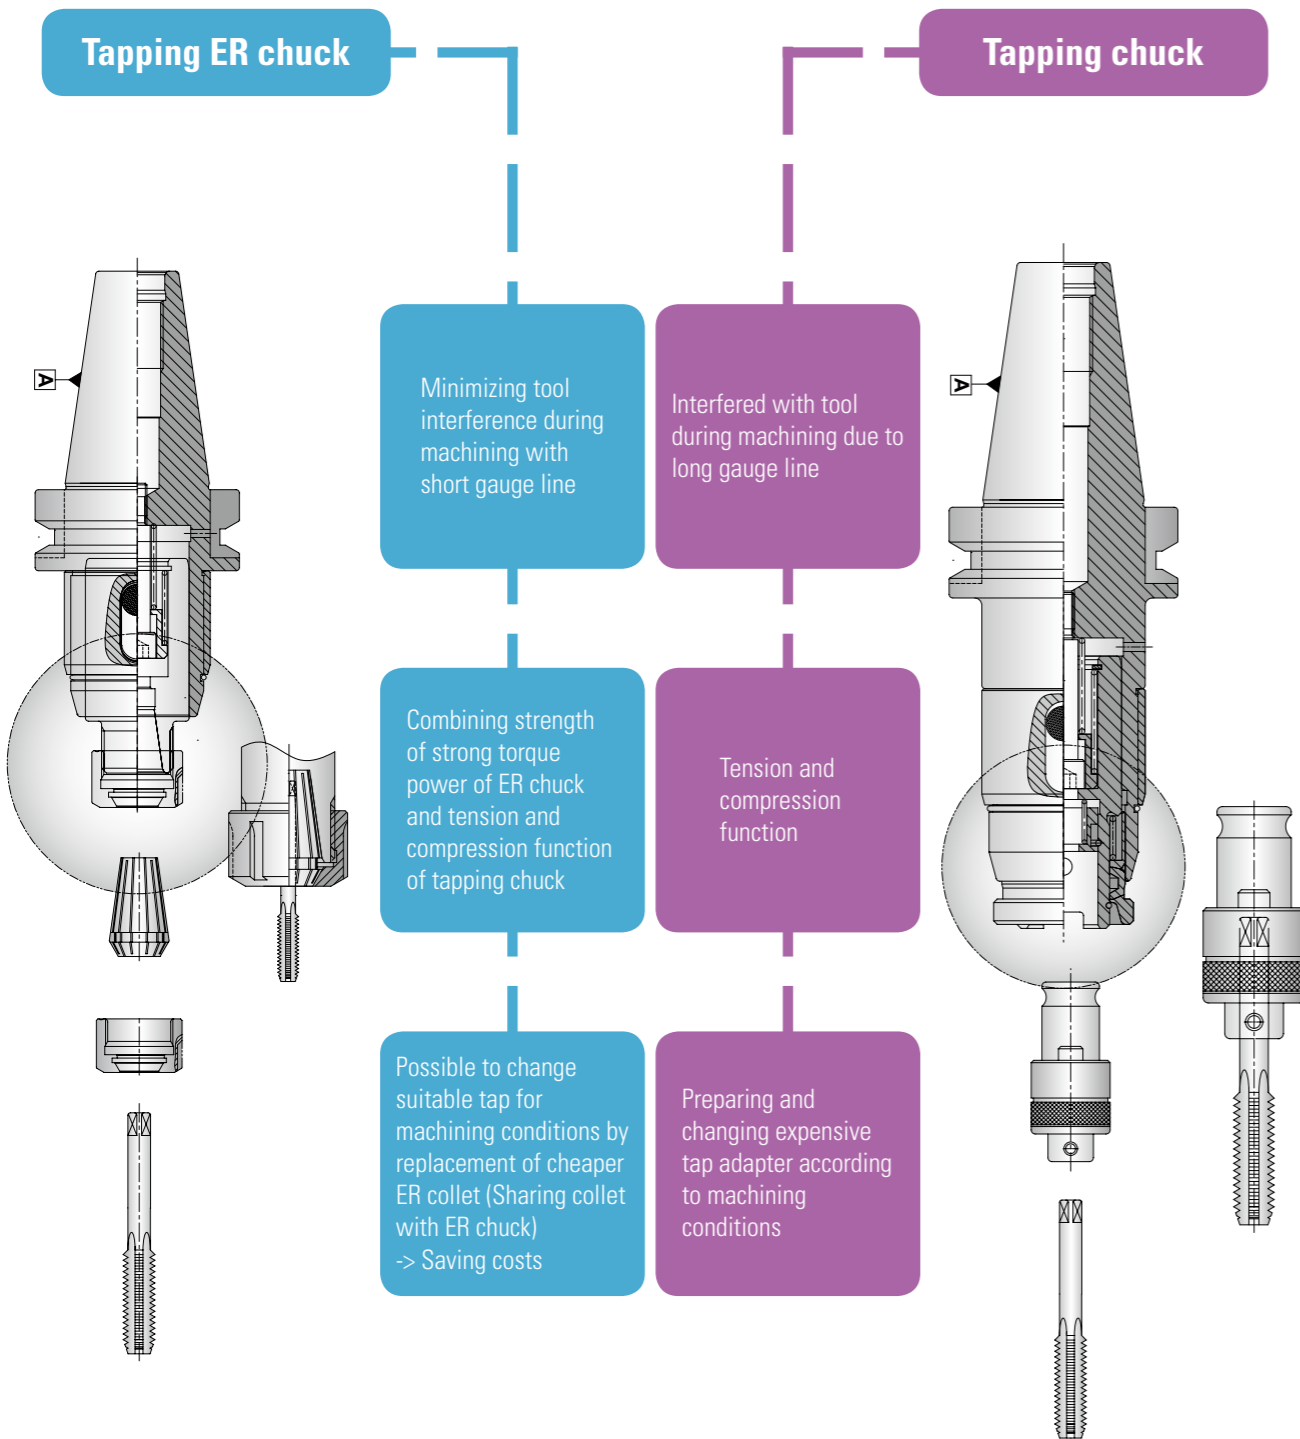 Tapping ER chuck
Tapping chuck
A
A
Minimizing tool
interference during
machining with
short gauge line
Interfered with tool
during machining due to
long gauge line
Combining strength
of strong torque
power of ER chuck
and tension and
compression function
of tapping chuck
Tension and
compression
function
Possible to change
suitable tap for
machining conditions by
replacement of cheaper
ER collet (Sharing collet
with ER chuck)
-> Saving costs
Preparing and
changing expensive
tap adapter according
to machining
conditions